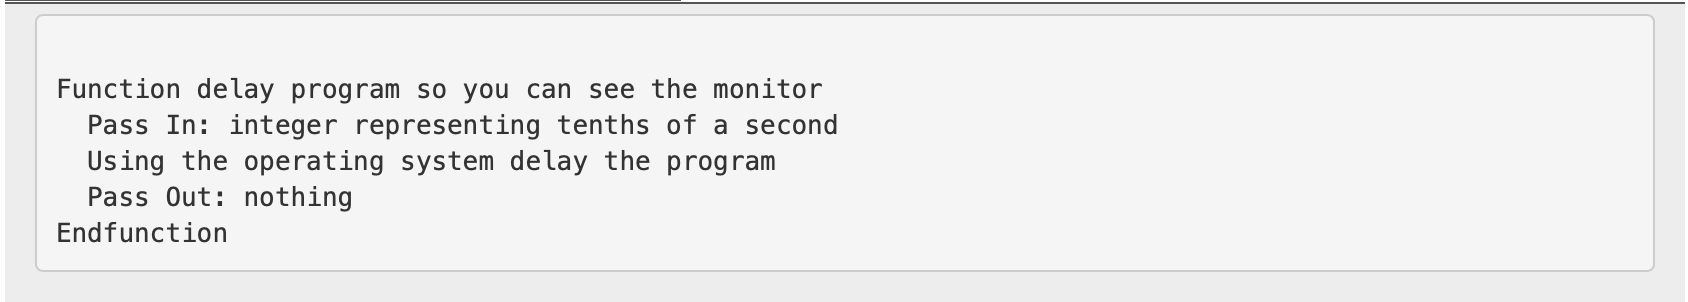 Function delay program so you can see the monitor
Pass In: integer representing tenths of a second
Using the operating system delay the program
Pass Out: nothing
Endfunction